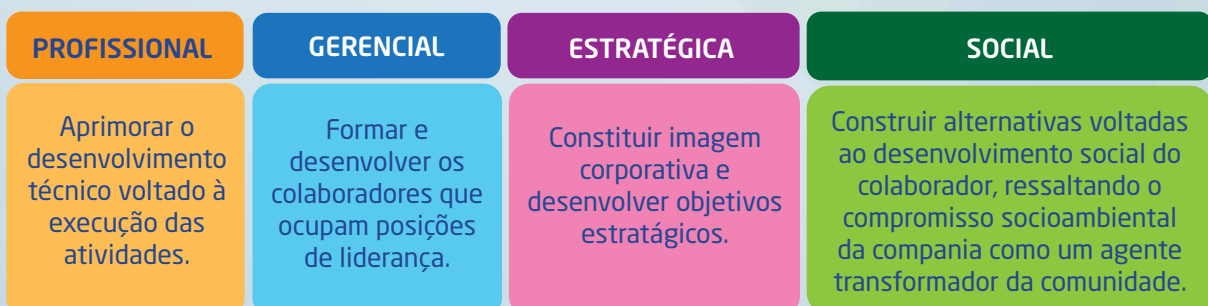 PROFISSIONAL
Aprimorar o
desenvolvimento
técnico voltado à
execução das
atividades.
GERENCIAL
Formar e
desenvolver os
colaboradores que
ocupam posições
de liderança.
ESTRATÉGICA
Constituir imagem
corporativa e
desenvolver objetivos
estratágicos.
SOCIAL
Construir alternativas voltadas
ao desenvolvimento social do
colaborador, ressaltando o
compromisso socioambiental
da compania como um agente
transformador da comunidade.